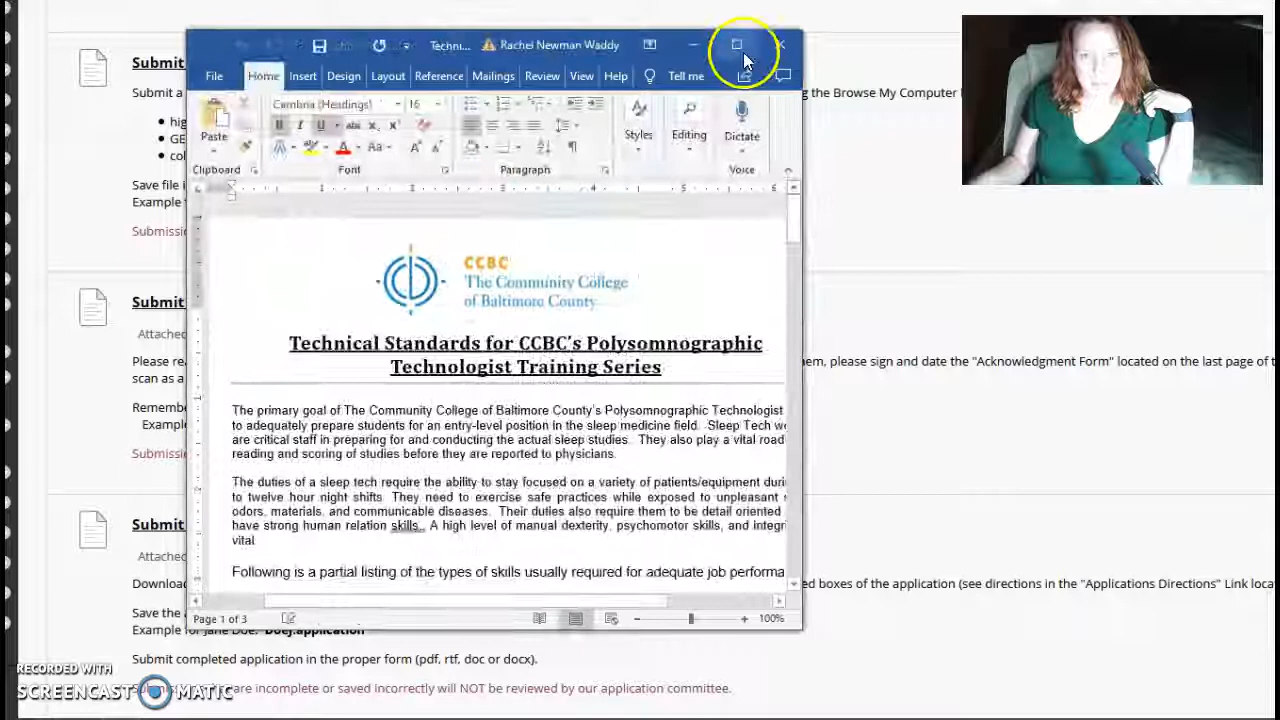 Submit
Submit a
g the Browse My Computer
hig
GE
col
Save file i
Example
Submissi
Techni... Rachel Newman Waddy
File Home Insert Design Layout Reference Mailings Review View Help Tell me
Cambria (Headings) 16
Paste
Styles
Editing
Dictate
Clipboard Font Paragraph Voice
CCBC
The Community College
of Baltimore County
Technical Standards for CCBC's Polysomnographic
Technologist Training Series
The primary goal of The Community College of Baltimore County's Polysomnographic Technologist
to adequately prepare students for an entry-level position in the sleep medicine field. Sleep Tech w
are critical staff in preparing for and conducting the actual sleep studies. They also play a vital road
reading and scoring of studies before they are reported to physicians.
The duties of a sleep tech require the ability to stay focused on a variety of patients/equipment duri
to twelve hour night shifts. They need to exercise safe practices while exposed to unpleasant
odors, materials, and communicable diseases. Their duties also require them to be detail oriented
have strong human relation skills. A high level of manual dexterity, psychomotor skills, and integri
vital
Following is a partial listing of the types of skills usually required for adequate job performa
Page 1 of 3
100%
Submit
Attached
Please rea
em, please sign and date the "Acknowledgment Form" located on the last page of t
scan as a
Remembe
Example
Submissi
Submit
Attached
Downloa
ed boxes of the application (see directions in the "Applications Directions" Link loca
Save the
Example for Jane Doe: DoeJ.application
Submit completed application in the proper form (pdf, rtf, doc or docx).
are incomplete or saved incorrectly will NOT be reviewed by our application committee.
RECORDED WITH
SCREENCAST MATIC